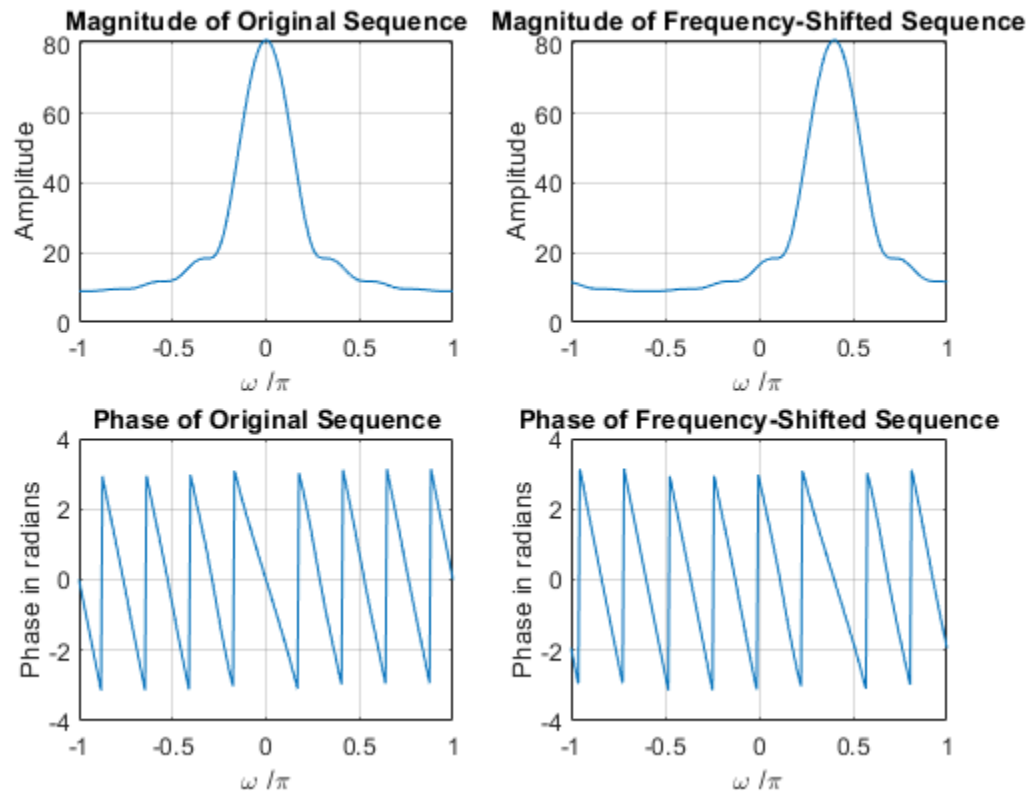 Magnitude of Original Sequence
Amplitude
80
60
40
20
0
-1 -0.5 0 0.5 1
ω /π
Magnitude of Frequency-Shifted Sequence
Amplitude
80
60
40
20
0
-1 -0.5 0 0.5 1
ω /π
Phase of Original Sequence
Phase in radians
4
2
0
-2
-4
-1 -0.5 0 0.5 1
ω /π
Phase of Frequency-Shifted Sequence
Phase in radians
4
2
0
-2
-4
-1 -0.5 0 0.5 1
ω /π